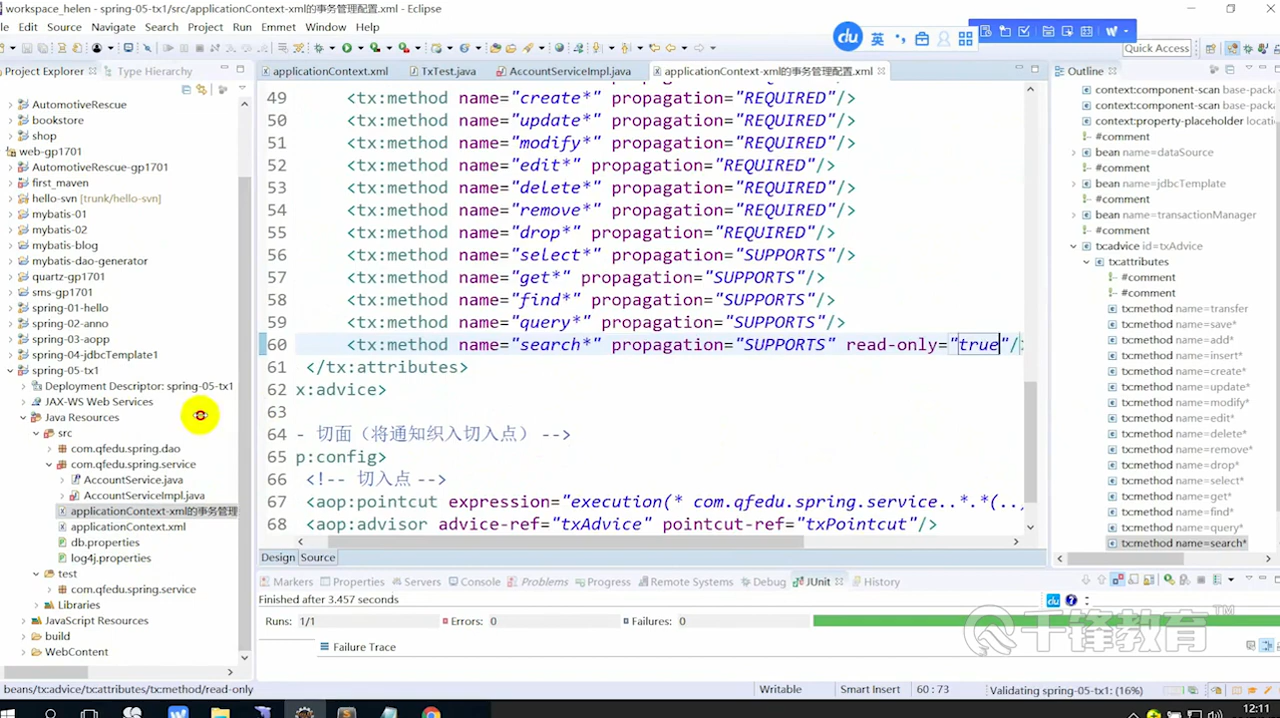 workspace_helen - spring-05-tx1/src/applicationContext-xml的事务管理配置.xml - Eclipse
Edit Source Navigate Search Project Run Emmet Window Help
du 英
Quick Access
Project Explorer Type Hierarchy
applicationContext.xml TxTest.java AccountServiceImpl.java applicationContext-xml的事务管理配置.xml
Outline
AutomotiveRescue
bookstore
shop
web-gp1701
AutomotiveRescue-gp1701
first_maven
hello-svn [trunk/hello-svn]
mybatis-01
mybatis-02
mybatis-blog
mybatis-dao-generator
quartz-gp1701
sms-gp1701
spring-01-hello
spring-02-anno
spring-03-aopp
spring-04-jdbcTemplate1
spring-05-tx1
Deployment Descriptor: spring-05-tx1
JAX-WS Web Services
Java Resources
src
com.qfedu.spring.dao
com.qfedu.spring.service
AccountService.java
AccountServiceImpl.java
applicationContext-xml的事务管理
applicationContext.xml
db.properties
log4j.properties
test
com.qfedu.spring.service
Libraries
JavaScript Resources
build
WebContent
49 <tx:method name="create*" propagation="REQUIRED"/>
50 <tx:method name="update*" propagation="REQUIRED"/>
51 <tx:method name="modify*" propagation="REQUIRED"/>
52 <tx:method name="edit*" propagation="REQUIRED"/>
53 <tx:method name="delete*" propagation="REQUIRED"/>
54 <tx:method name="remove*" propagation="REQUIRED"/>
55 <tx:method name="drop*" propagation="REQUIRED"/>
56 <tx:method name="select*" propagation="SUPPORTS"/>
57 <tx:method name="get*" propagation="SUPPORTS"/>
58 <tx:method name="find*" propagation="SUPPORTS"/>
59 <tx:method name="query*" propagation="SUPPORTS"/>
60 <tx:method name="search*" propagation="SUPPORTS" read-only="true"/>
61 </tx:attributes>
62 x:advice>
63
64 - 切面（将通知织入切入点） -->
65 p:config>
66 <!-- 切入点 -->
67 <aop:pointcut expression="execution(* com.qfedu.spring.service..*.*(..
68 <aop:advisor advice-ref="txAdvice" pointcut-ref="txPointcut"/>
Design Source
context:component-scan base-packa
context:component-scan base-packa
context:property-placeholder locatio
#comment
bean name=dataSource
#comment
bean name=jdbcTemplate
#comment
bean name=transactionManager
#comment
tx:advice id=txAdvice
tx:attributes
#comment
#comment
tx:method name=transfer
tx:method name=save*
tx:method name=add*
tx:method name=insert*
tx:method name=create*
tx:method name=update*
tx:method name=modify*
tx:method name=edit*
tx:method name=delete*
tx:method name=remove*
tx:method name=drop*
tx:method name=select*
tx:method name=get*
tx:method name=find*
tx:method name=query*
tx:method name=search*
Markers Properties Servers Console Problems Progress Remote Systems Debug JUnit History
Finished after 3.457 seconds
Runs: 1/1 Errors: 0 Failures: 0
Failure Trace
千锋教育 TM
beans/tx:advice/tx:attributes/tx:method/read-only
Writable Smart Insert 60 : 73 Validating spring-05-tx1: (16%)
12:11